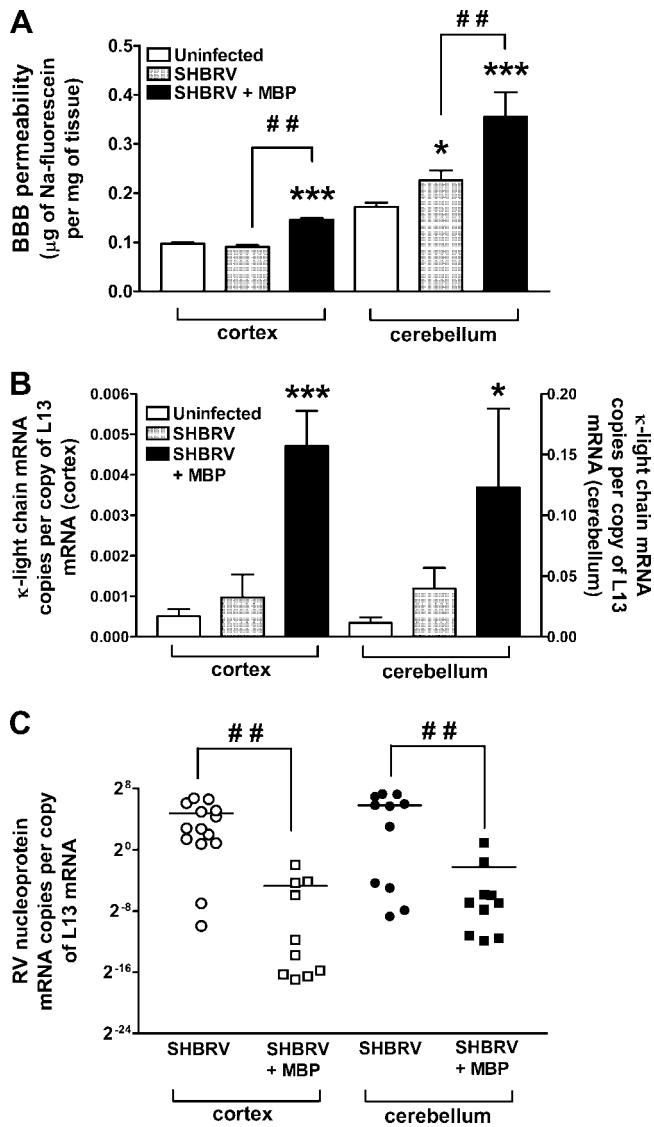 A
BBB permeability
(µg of Na-fluorescein
per mg of tissue)
0.5
0.4
0.3
0.2
0.1
0.0
Uninfected
SHBRV
SHBRV + MBP
# #
***
*
# #
***
cortex
cerebellum
B
κ-light chain mRNA
copies per copy of L13
mRNA (cortex)
0.006
0.005
0.004
0.003
0.002
0.001
0.000
Uninfected
SHBRV
SHBRV
+ MBP
***
*
0.20
0.15
0.10
0.05
0.00
κ-light chain mRNA
copies per copy of L13
mRNA (cerebellum)
cortex
cerebellum
C
RV nucleoprotein
mRNA copies per copy
of L13 mRNA
2^8
2^0
2^-8
2^-16
2^-24
# #
# #
SHBRV
SHBRV
+ MBP
SHBRV
SHBRV
+ MBP
cortex
cerebellum